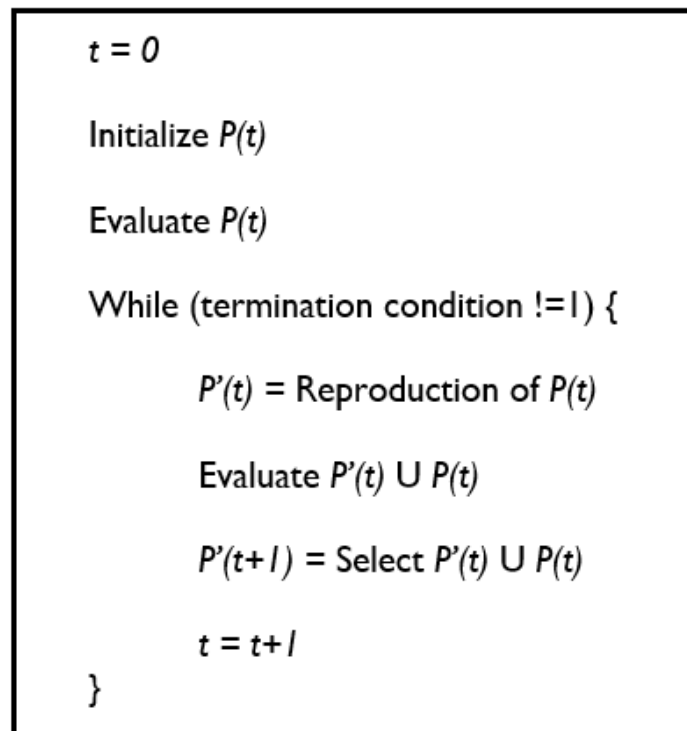 t = 0
Initialize P(t)
Evaluate P(t)
While (termination condition !=1) {
P'(t) = Reproduction of P(t)
Evaluate P'(t) U P(t)
P'(t+1) = Select P'(t) U P(t)
t = t+1
}